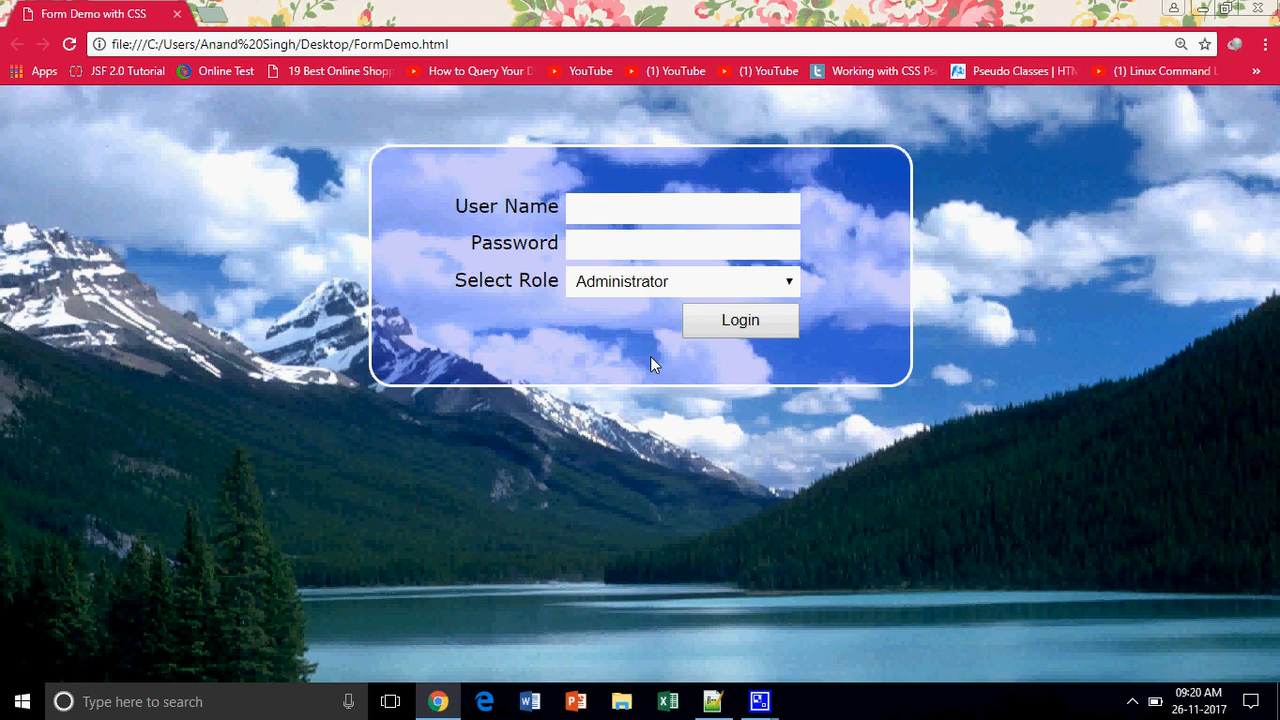 Form Demo with CSS
file:///C:/Users/Anand%20Singh/Desktop/FormDemo.html
Apps JSF 2.0 Tutorial Online Test 19 Best Online Shop How to Query Your D YouTube (1) YouTube (1) YouTube Working with CSS Ps Pseudo Classes | HTN (1) Linux Command L »
User Name
Password
Select Role Administrator
Login
Type here to search
09:20 AM
26-11-2017